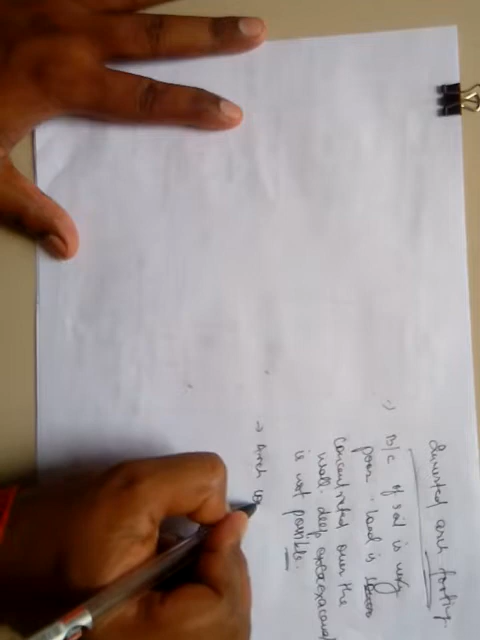 Inverted arch footing.
→ B/C of soil is very
poor. Load is
concentrated over the
wall. deep
is not possible.
→ Arch